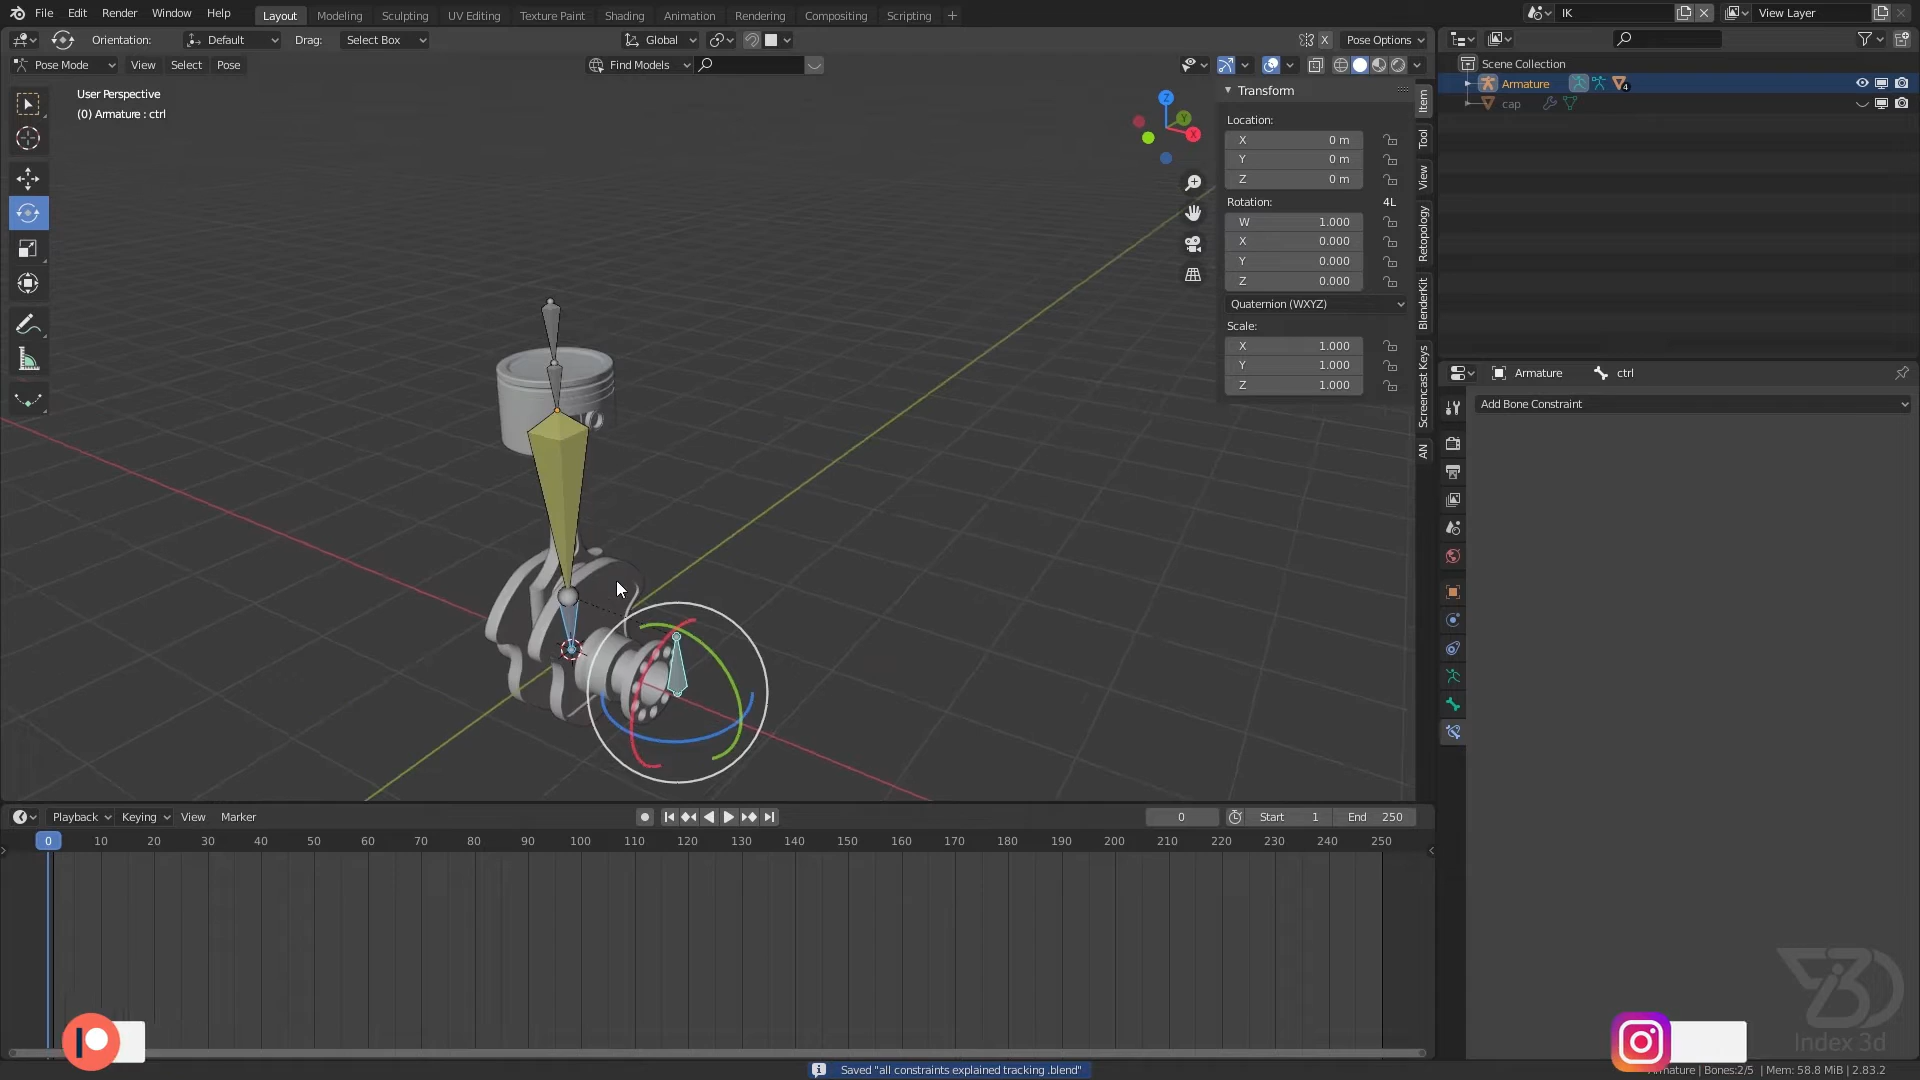 File Edit Render Window Help Layout Modeling Sculpting UV Editing Texture Paint Shading Animation Rendering Compositing Scripting + IK View Layer
Orientation: Default Drag: Select Box Global X Pose Options
Pose Mode View Select Pose Find Models
User Perspective
(0) Armature : ctrl
Z
Y
X
Transform
Location:
X 0 m
Y 0 m
Z 0 m
Rotation: 4L
W 1.000
X 0.000
Y 0.000
Z 0.000
Quaternion (WXYZ)
Scale:
X 1.000
Y 1.000
Z 1.000
Item
Tool
View
Retopology
BlenderKit
Screencast Keys
AN
Scene Collection
Armature 4
cap
Armature ctrl
Add Bone Constraint
Playback Keying View Marker 0 Start 1 End 250
0 10 20 30 40 50 60 70 80 90 100 110 120 130 140 150 160 170 180 190 200 210 220 230 240 250
Index 3d
Saved "all constraints explained tracking .blend"
Armature | Bones:2/5 | Mem: 58.8 MiB | 2.83.2